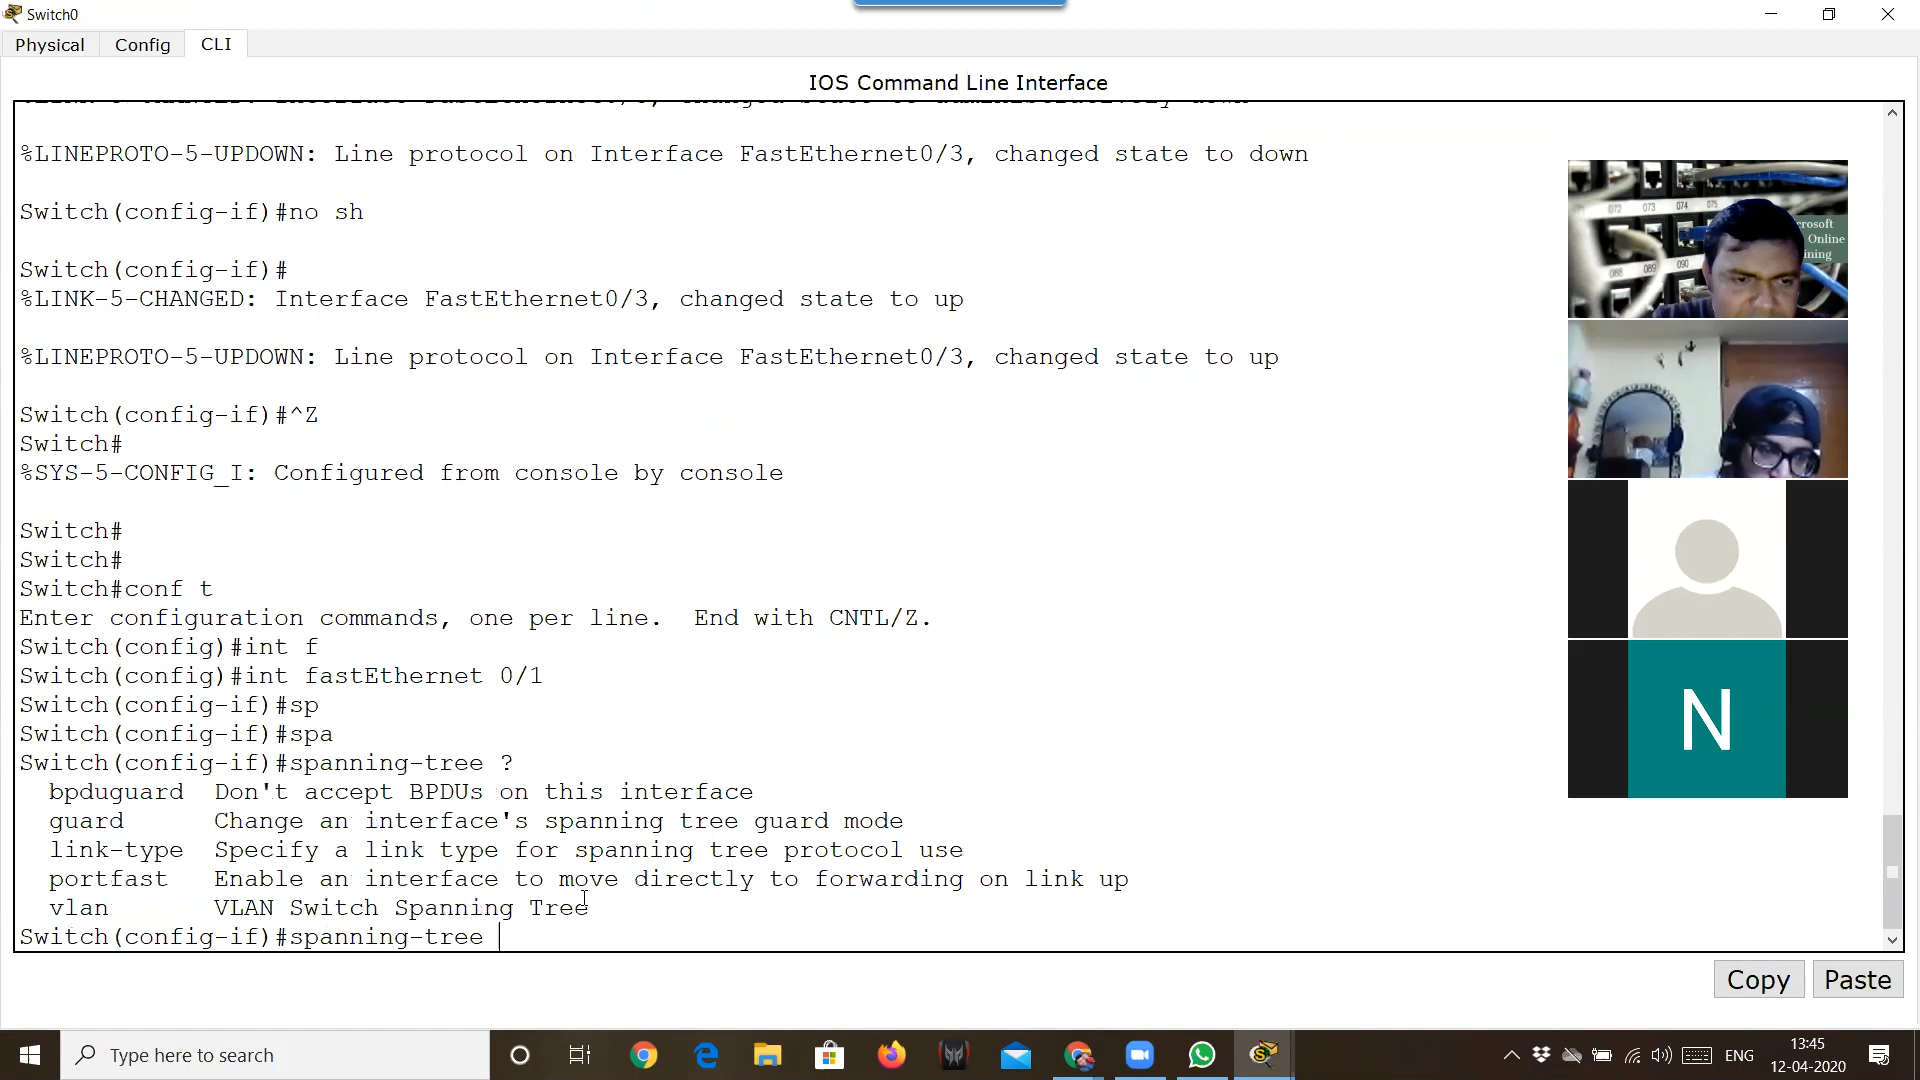 Switch0
Physical
Config
CLI
IOS Command Line Interface
%LINEPROTO-5-UPDOWN: Line protocol on Interface FastEthernet0/3, changed state to down
Switch(config-if)#no sh
Switch(config-if)#
%LINK-5-CHANGED: Interface FastEthernet0/3, changed state to up
%LINEPROTO-5-UPDOWN: Line protocol on Interface FastEthernet0/3, changed state to up
Switch(config-if)#^Z
Switch#
%SYS-5-CONFIG_I: Configured from console by console
Switch#
Switch#
Switch#conf t
Enter configuration commands, one per line.  End with CNTL/Z.
Switch(config)#int f
Switch(config)#int fastEthernet 0/1
Switch(config-if)#sp
Switch(config-if)#spa
Switch(config-if)#spanning-tree ?
bpduguard  Don't accept BPDUs on this interface
guard      Change an interface's spanning tree guard mode
link-type  Specify a link type for spanning tree protocol use
portfast   Enable an interface to move directly to forwarding on link up
vlan       VLAN Switch Spanning Tree
Switch(config-if)#spanning-tree
072 073 074 075
088 089 090
Online
N
Copy
Paste
Type here to search
ENG
13:45
12-04-2020